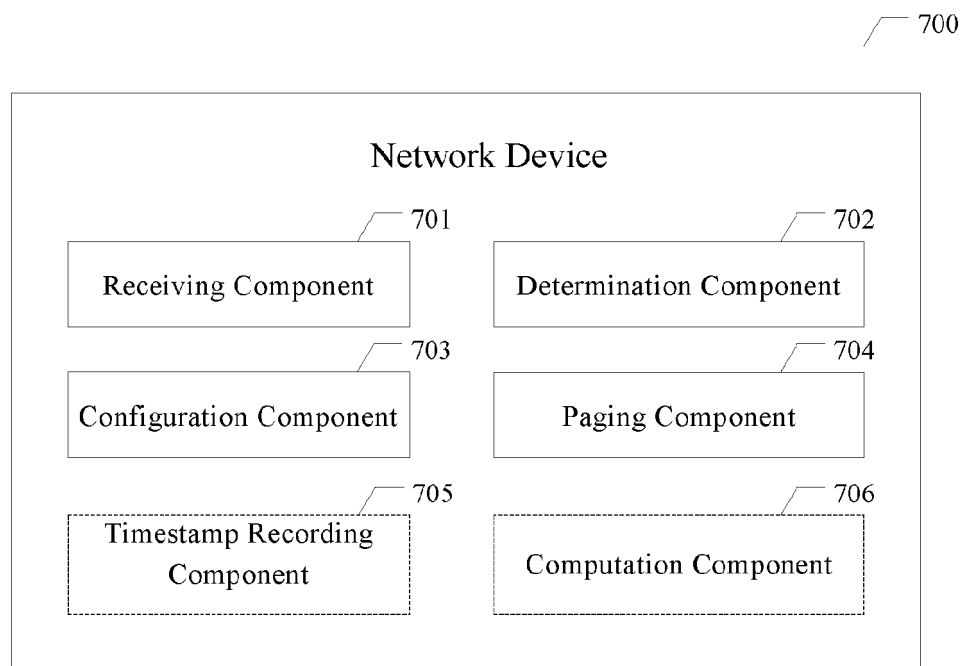 700
Network Device
701
702
Receiving Component
Determination Component
703
704
Configuration Component
Paging Component
705
706
Timestamp Recording
Component
Computation Component